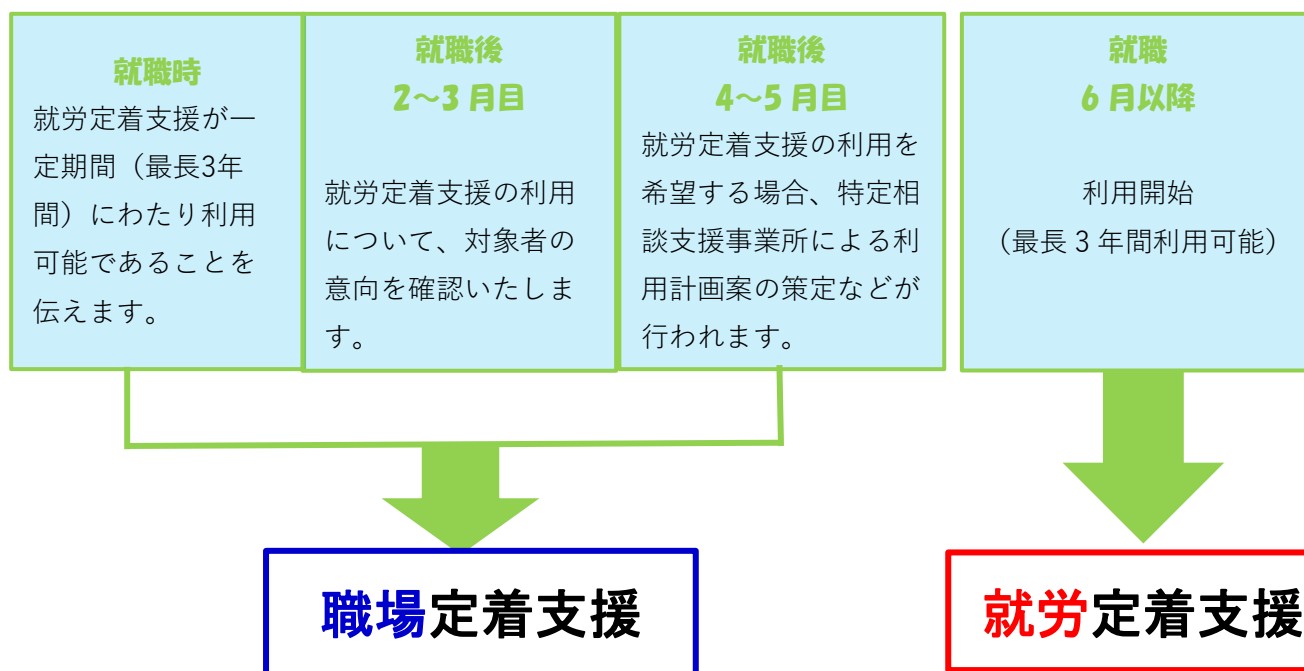 就職時
就労定着支援が一
定期間（最長3年
間）にわたり利用
可能であることを
伝えます。
就職後
2～3月目
就労定着支援の利用
について、対象者の
意向を確認いたしま
す。
就職後
4～5月目
就労定着支援の利用を
希望する場合、特定相
談支援事業所による利
用計画案の策定などが
行われます。
就職
6月以降
利用開始
（最長３年間利用可能）
職場定着支援
就労定着支援